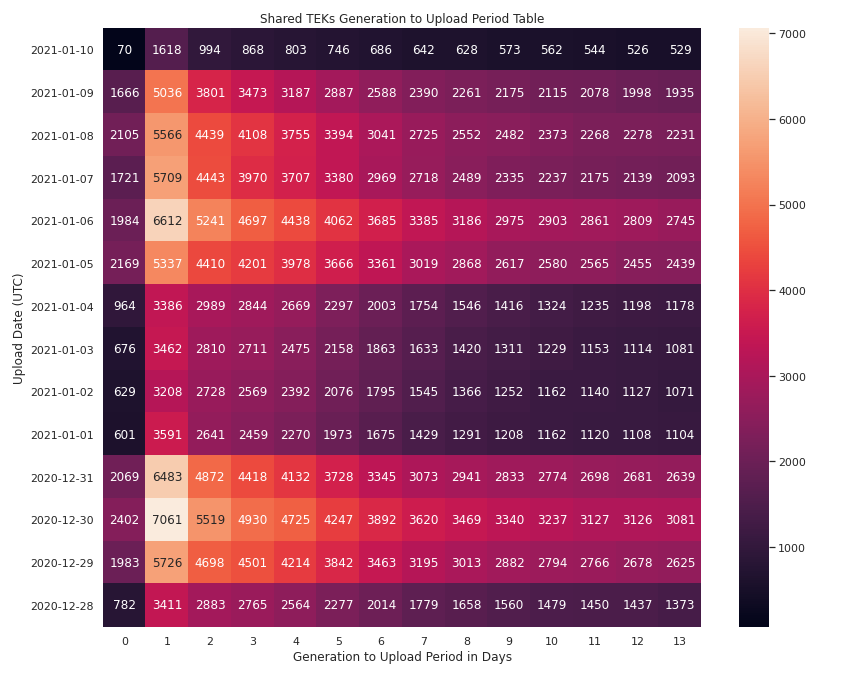 Shared TEKs Generation to Upload Period Table
2021-01-10 70 1618 994 868 803 746 686 642 628 573 562 544 526 529
2021-01-09 1666 5036 3801 3473 3187 2887 2588 2390 2261 2175 2115 2078 1998 1935
2021-01-08 2105 5566 4439 4108 3755 3394 3041 2725 2552 2482 2373 2268 2278 2231
2021-01-07 1721 5709 4443 3970 3707 3380 2969 2718 2489 2335 2237 2175 2139 2093
2021-01-06 1984 6612 5241 4697 4438 4062 3685 3385 3186 2975 2903 2861 2809 2745
2021-01-05 2169 5337 4410 4201 3978 3666 3361 3019 2868 2617 2580 2565 2455 2439
2021-01-04 964 3386 2989 2844 2669 2297 2003 1754 1546 1416 1324 1235 1198 1178
2021-01-03 676 3462 2810 2711 2475 2158 1863 1633 1420 1311 1229 1153 1114 1081
2021-01-02 629 3208 2728 2569 2392 2076 1795 1545 1366 1252 1162 1140 1127 1071
2021-01-01 601 3591 2641 2459 2270 1973 1675 1429 1291 1208 1162 1120 1108 1104
2020-12-31 2069 6483 4872 4418 4132 3728 3345 3073 2941 2833 2774 2698 2681 2639
2020-12-30 2402 7061 5519 4930 4725 4247 3892 3620 3469 3340 3237 3127 3126 3081
2020-12-29 1983 5726 4698 4501 4214 3842 3463 3195 3013 2882 2794 2766 2678 2625
2020-12-28 782 3411 2883 2765 2564 2277 2014 1779 1658 1560 1479 1450 1437 1373
0 1 2 3 4 5 6 7 8 9 10 11 12 13
Generation to Upload Period in Days
Upload Date (UTC)
7000
6000
5000
4000
3000
2000
1000